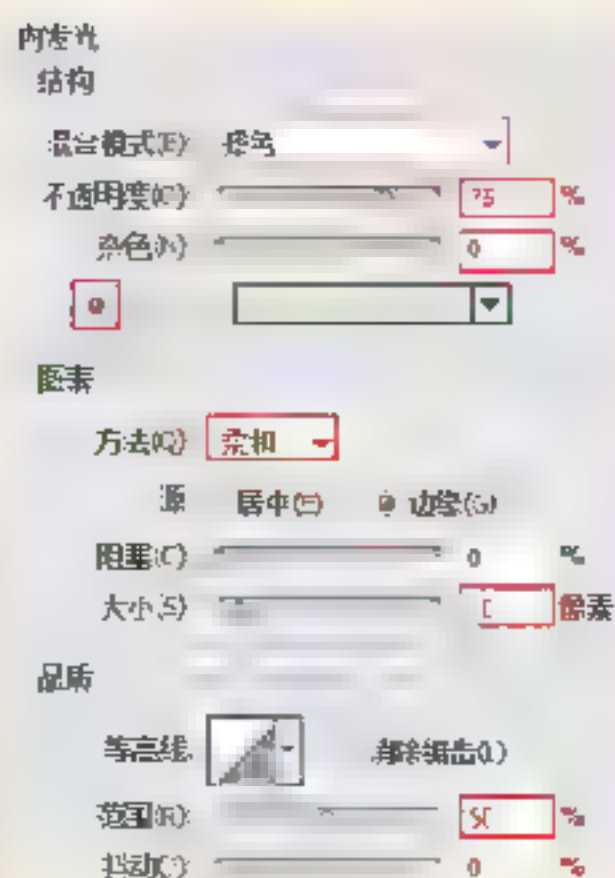 内发光
结构
混合模式(E) 
不透明度(O) 75 %
杂色(N) 0 %
图素
方法(Q) 柔和
源 居中(E) 边缘(G)
阻塞(C) 0 %
大小(S) 像素
品质
等高线 消除锯齿(L)
范围(R) %
抖动(J) 0 %